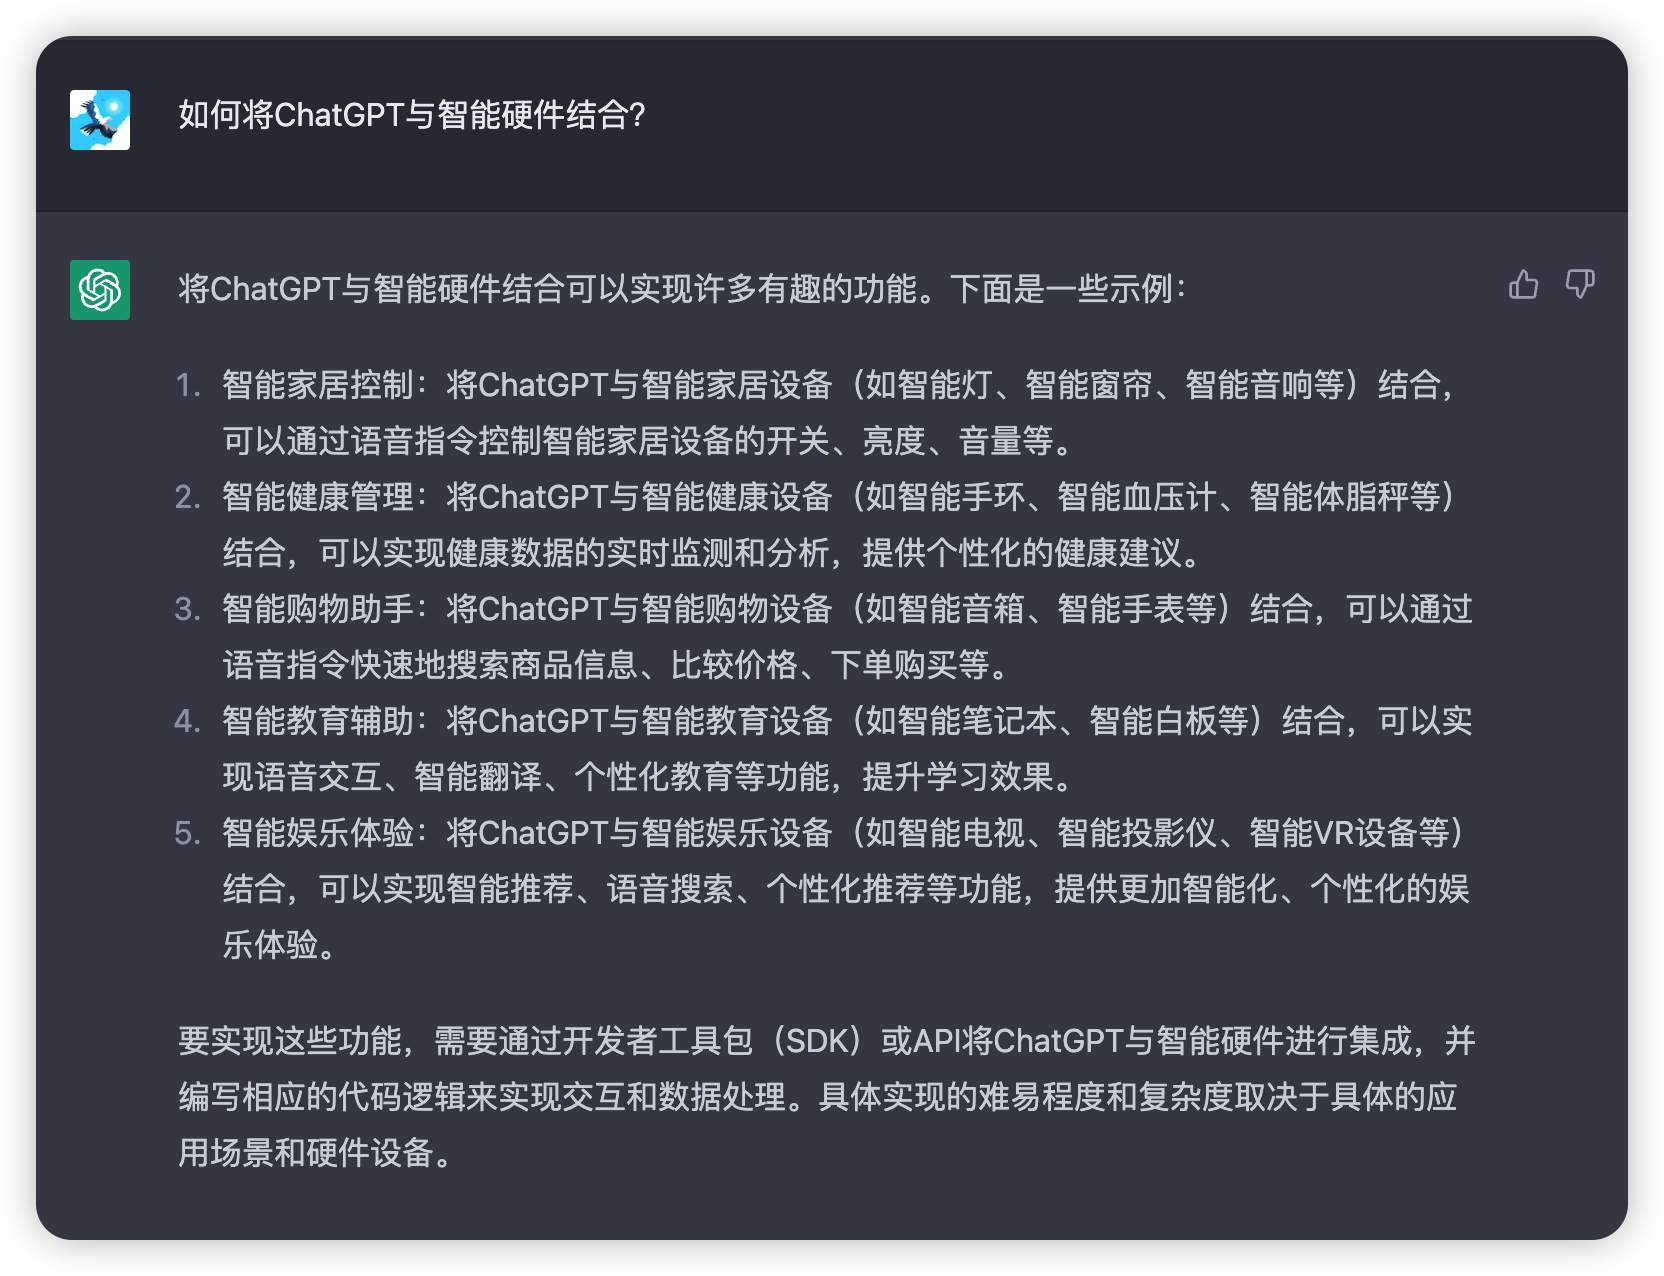 如何将ChatGPT与智能硬件结合?
将ChatGPT与智能硬件结合可以实现许多有趣的功能。下面是一些示例：
1. 智能家居控制：将ChatGPT与智能家居设备（如智能灯、智能窗帘、智能音响等）结合，
可以通过语音指令控制智能家居设备的开关、亮度、音量等。
2. 智能健康管理：将ChatGPT与智能健康设备（如智能手环、智能血压计、智能体脂秤等）
结合，可以实现健康数据的实时监测和分析，提供个性化的健康建议。
3. 智能购物助手：将ChatGPT与智能购物设备（如智能音箱、智能手表等）结合，可以通过
语音指令快速地搜索商品信息、比较价格、下单购买等。
4. 智能教育辅助：将ChatGPT与智能教育设备（如智能笔记本、智能白板等）结合，可以实
现语音交互、智能翻译、个性化教育等功能，提升学习效果。
5. 智能娱乐体验：将ChatGPT与智能娱乐设备（如智能电视、智能投影仪、智能VR设备等）
结合，可以实现智能推荐、语音搜索、个性化推荐等功能，提供更加智能化、个性化的娱
乐体验。
要实现这些功能，需要通过开发者工具包（SDK）或API将ChatGPT与智能硬件进行集成，并
编写相应的代码逻辑来实现交互和数据处理。具体实现的难易程度和复杂度取决于具体的应
用场景和硬件设备。